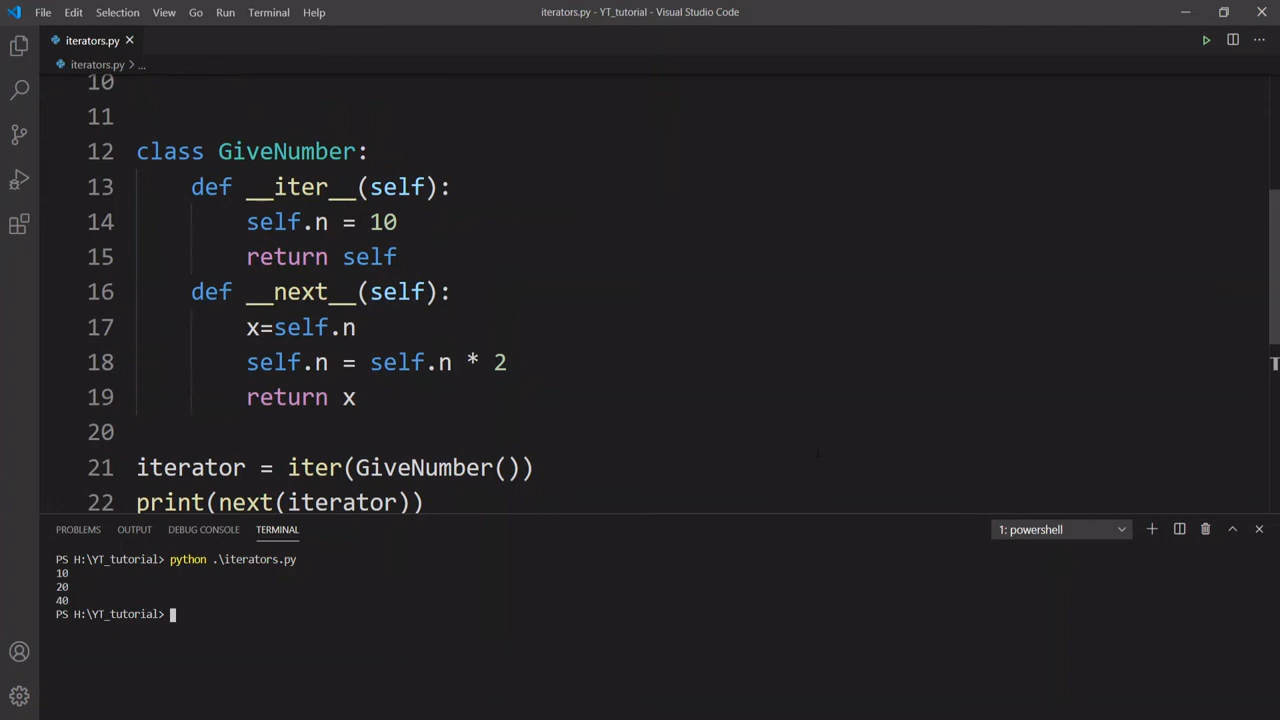 File Edit Selection View Go Run Terminal Help iterators.py - YT_tutorial - Visual Studio Code
iterators.py
iterators.py > ...
10
11
12 class GiveNumber:
13 def __iter__(self):
14 self.n = 10
15 return self
16 def __next__(self):
17 x=self.n
18 self.n = self.n * 2
19 return x
20
21 iterator = iter(GiveNumber())
22 print(next(iterator))
PROBLEMS OUTPUT DEBUG CONSOLE TERMINAL 1: powershell
PS H:\YT_tutorial> python .\iterators.py
10
20
40
PS H:\YT_tutorial>